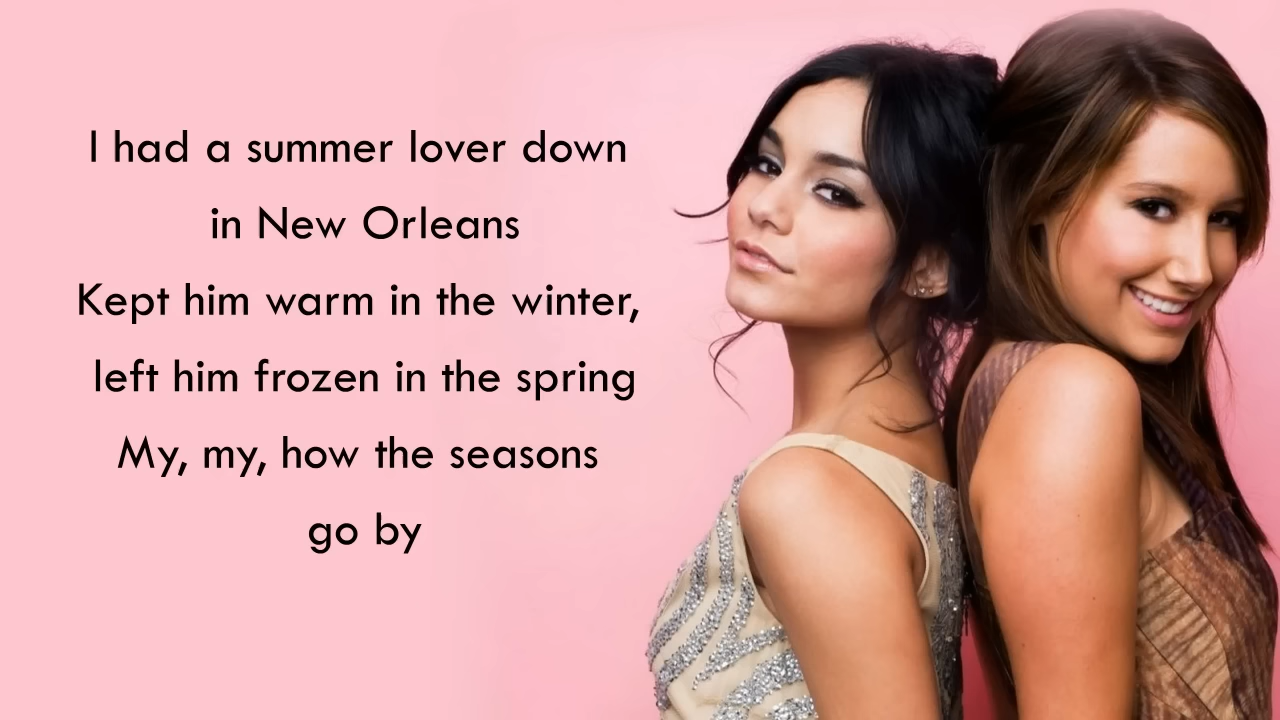 I had a summer lover down
in New Orleans
Kept him warm in the winter,
left him frozen in the spring
My, my, how the seasons
go by